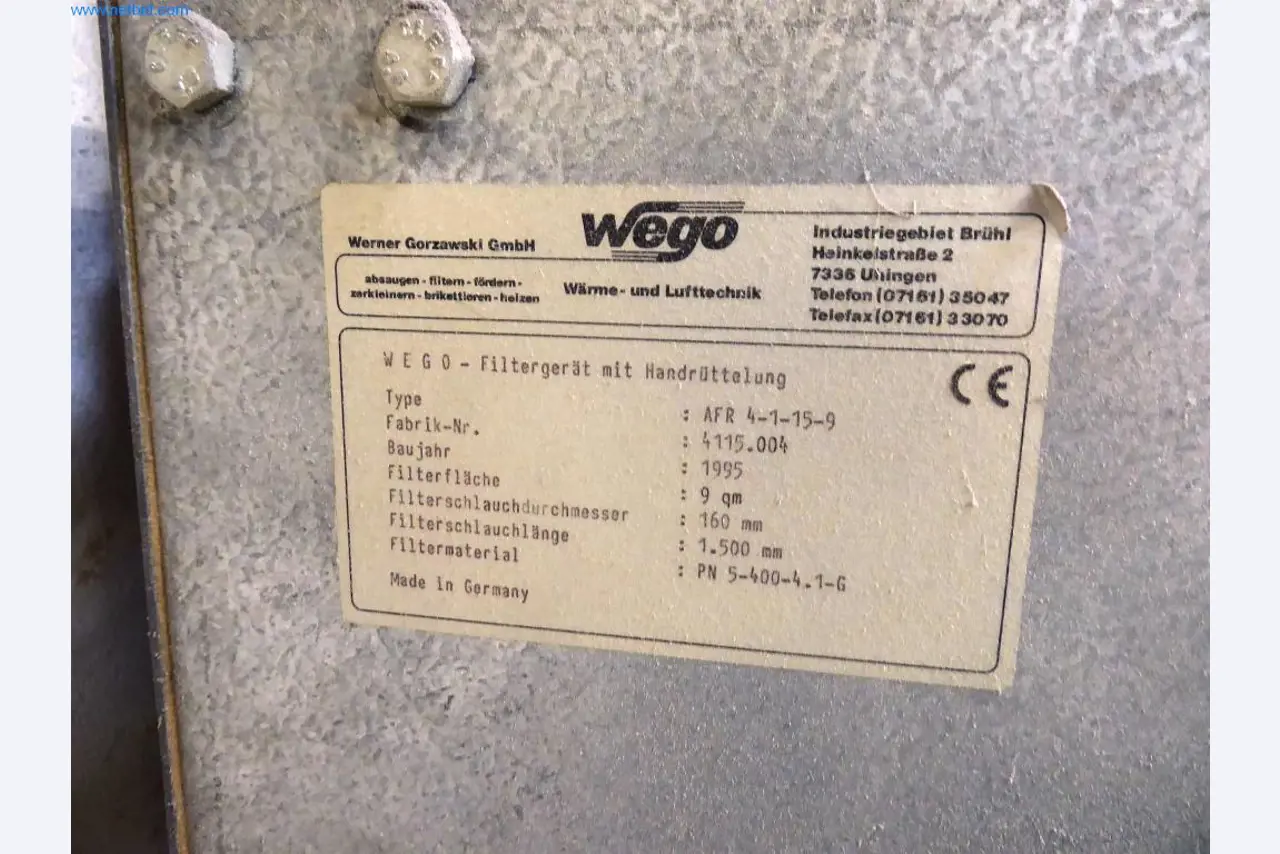 www.netbid.com
Werner Gorzawski GmbH
wego
Industriegebiet Brühl
Heinkelstraße 2
7336 Uhingen
Telefon (07161) 35047
Telefax (07161) 33070
absaugen - filtern - fördern -
zerkleinern - brikettieren - heizen
Wärme- und Lufttechnik
W E G O - Filtergerät mit Handrüttelung
CE
Type : AFR 4-1-15-9
Fabrik-Nr. : 4115.004
Baujahr : 1995
Filterfläche : 9 qm
Filterschlauchdurchmesser : 160 mm
Filterschlauchlänge : 1.500 mm
Filtermaterial : PN 5-400-4.1-G
Made in Germany